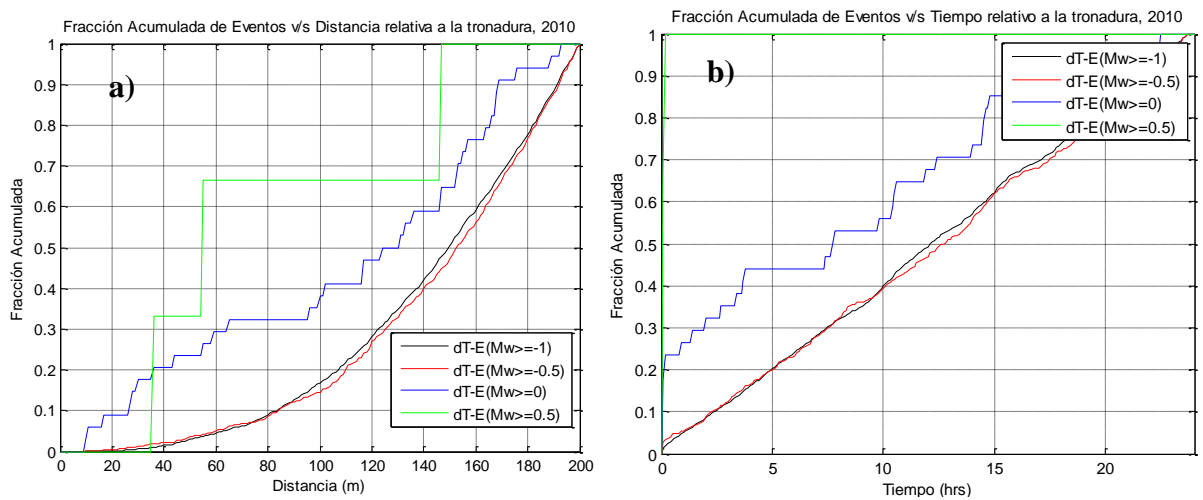 Fracción Acumulada de Eventos v/s Distancia relativa a la tronadura, 2010
a)
1
0.9
0.8
0.7
0.6
0.5
0.4
0.3
0.2
0.1
0
Fracción Acumulada
0 20 40 60 80 100 120 140 160 180 200
Distancia (m)
dT-E(Mw>=-1)
dT-E(Mw>=-0.5)
dT-E(Mw>=0)
dT-E(Mw>=0.5)
Fracción Acumulada de Eventos v/s Tiempo relativo a la tronadura, 2010
b)
1
0.9
0.8
0.7
0.6
0.5
0.4
0.3
0.2
0.1
0
Fracción Acumulada
0 5 10 15 20
Tiempo (hrs)
dT-E(Mw>=-1)
dT-E(Mw>=-0.5)
dT-E(Mw>=0)
dT-E(Mw>=0.5)